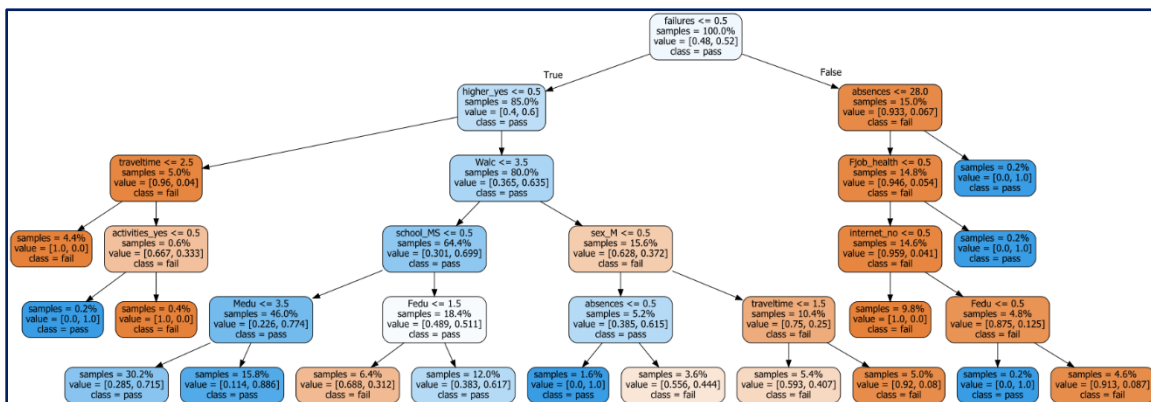 failures <= 0.5
samples = 100.0%
value = [0.48, 0.52]
class = pass
True
False
higher_yes <= 0.5
samples = 85.0%
value = [0.4, 0.6]
class = pass
absences <= 28.0
samples = 15.0%
value = [0.933, 0.067]
class = fail
traveltime <= 2.5
samples = 5.0%
value = [0.96, 0.04]
class = fail
Walc <= 3.5
samples = 80.0%
value = [0.365, 0.635]
class = pass
Fjob_health <= 0.5
samples = 14.8%
value = [0.946, 0.054]
class = fail
samples = 0.2%
value = [0.0, 1.0]
class = pass
samples = 4.4%
value = [1.0, 0.0]
class = fail
activities_yes <= 0.5
samples = 0.6%
value = [0.667, 0.333]
class = fail
school_MS <= 0.5
samples = 64.4%
value = [0.301, 0.699]
class = pass
sex_M <= 0.5
samples = 15.6%
value = [0.628, 0.372]
class = fail
internet_no <= 0.5
samples = 14.6%
value = [0.959, 0.041]
class = fail
samples = 0.2%
value = [0.0, 1.0]
class = pass
samples = 0.2%
value = [0.0, 1.0]
class = pass
samples = 0.4%
value = [1.0, 0.0]
class = fail
Medu <= 3.5
samples = 46.0%
value = [0.226, 0.774]
class = pass
Fedu <= 1.5
samples = 18.4%
value = [0.489, 0.511]
class = pass
absences <= 0.5
samples = 5.2%
value = [0.385, 0.615]
class = pass
traveltime <= 1.5
samples = 10.4%
value = [0.75, 0.25]
class = fail
samples = 9.8%
value = [1.0, 0.0]
class = fail
Fedu <= 0.5
samples = 4.8%
value = [0.875, 0.125]
class = fail
samples = 30.2%
value = [0.285, 0.715]
class = pass
samples = 15.8%
value = [0.114, 0.886]
class = pass
samples = 6.4%
value = [0.688, 0.312]
class = fail
samples = 12.0%
value = [0.383, 0.617]
class = pass
samples = 1.6%
value = [0.0, 1.0]
class = pass
samples = 3.6%
value = [0.556, 0.444]
class = fail
samples = 5.4%
value = [0.593, 0.407]
class = fail
samples = 5.0%
value = [0.92, 0.08]
class = fail
samples = 0.2%
value = [0.0, 1.0]
class = pass
samples = 4.6%
value = [0.913, 0.087]
class = fail